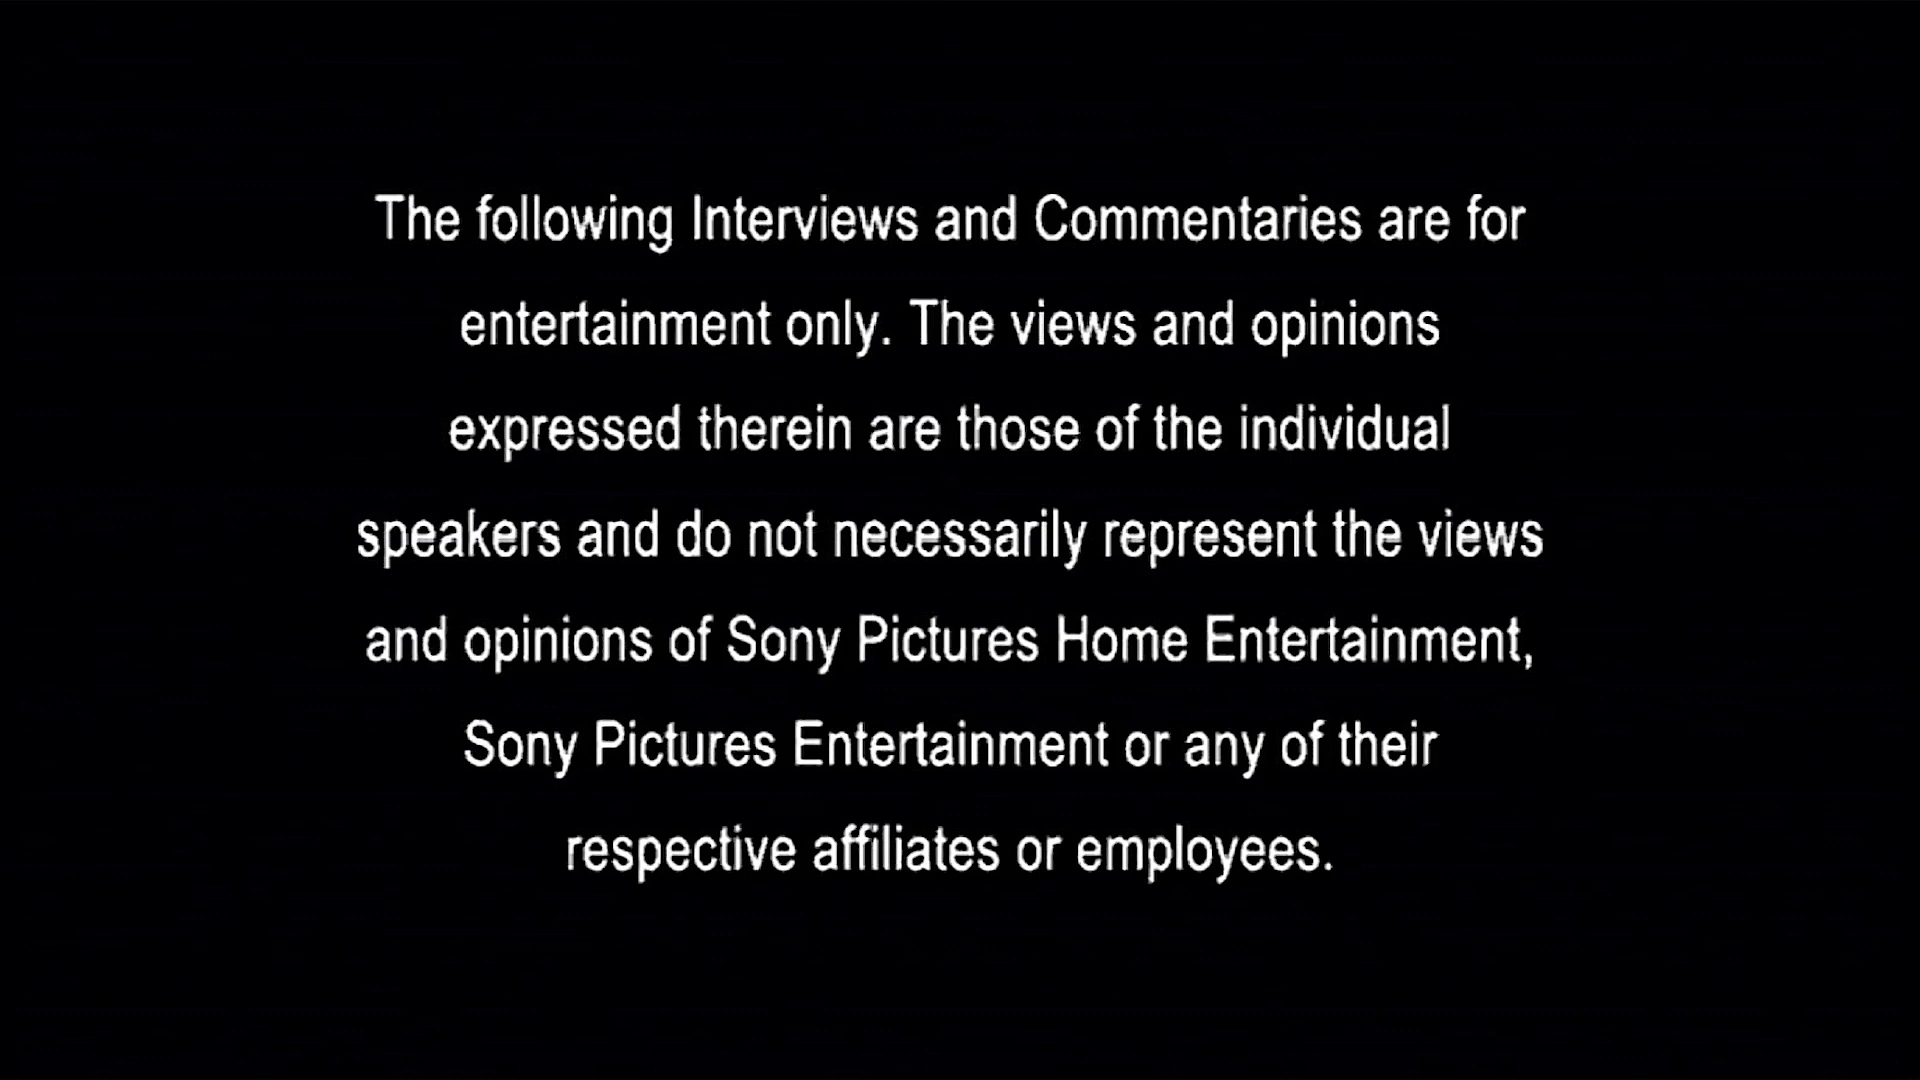 The following Interviews and Commentaries are for
entertainment only. The views and opinions
expressed therein are those of the individual
speakers and do not necessarily represent the views
and opinions of Sony Pictures Home Entertainment,
Sony Pictures Entertainment or any of their
respective affiliates or employees.